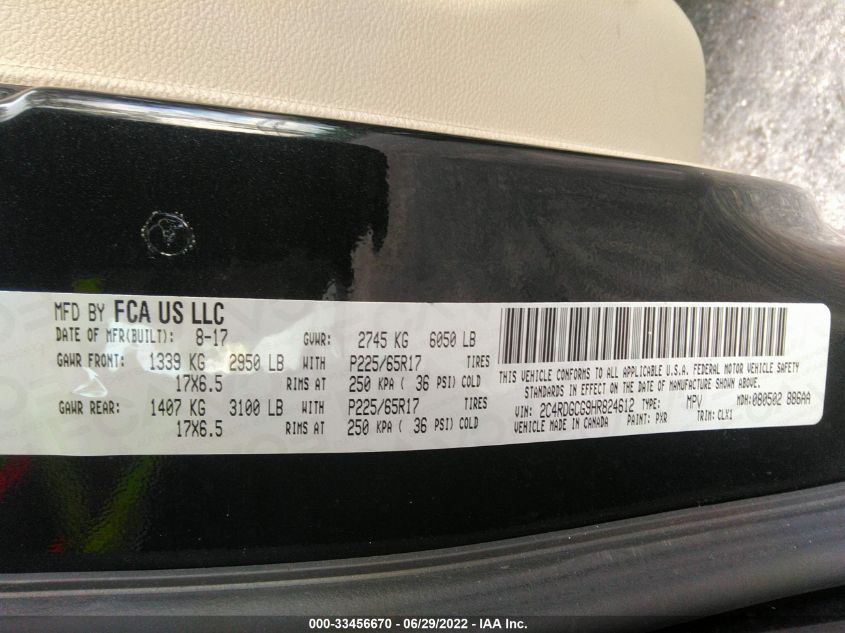 MFD BY FCA US LLC
DATE OF MFR(BUILT): 8-17 GVWR: 2745 KG 6050 LB
GAWR FRONT: 1339 KG 2950 LB WITH P225/65R17 TIRES
17X6.5 RIMS AT 250 KPA ( 36 PSI) COLD
GAWR REAR: 1407 KG 3100 LB WITH P225/65R17 TIRES
17X6.5 RIMS AT 250 KPA ( 36 PSI) COLD
THIS VEHICLE CONFORMS TO ALL APPLICABLE U.S.A. FEDERAL MOTOR VEHICLE SAFETY
STANDARDS IN EFFECT ON THE DATE OF MANUFACTURE SHOWN ABOVE.
VIN: 2C4RDGCG9HR824612 TYPE: MPV MDH: 080502 886AA
VEHICLE MADE IN CANADA PAINT: PXR TRIM: CLX1
000-33456670 / 06/29/2022 - IAA Inc.